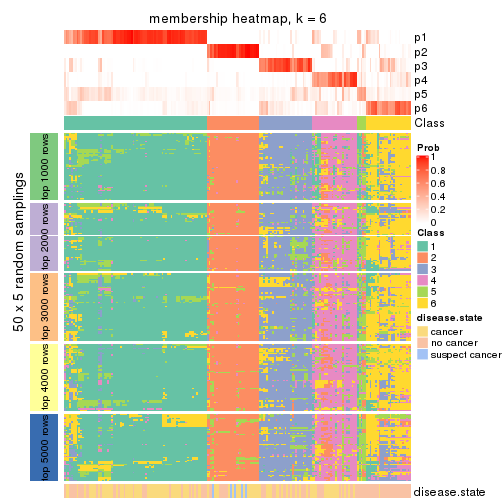 membership heatmap, k = 6
p1
p2
p3
p4
p5
p6
Class
50 x 5 random samplings
top 1000 rows
top 2000 rows
top 3000 rows
top 4000 rows
top 5000 rows
disease.state
Prob
1
0.8
0.6
0.4
0.2
0
Class
1
2
3
4
5
6
disease.state
cancer
no cancer
suspect cancer